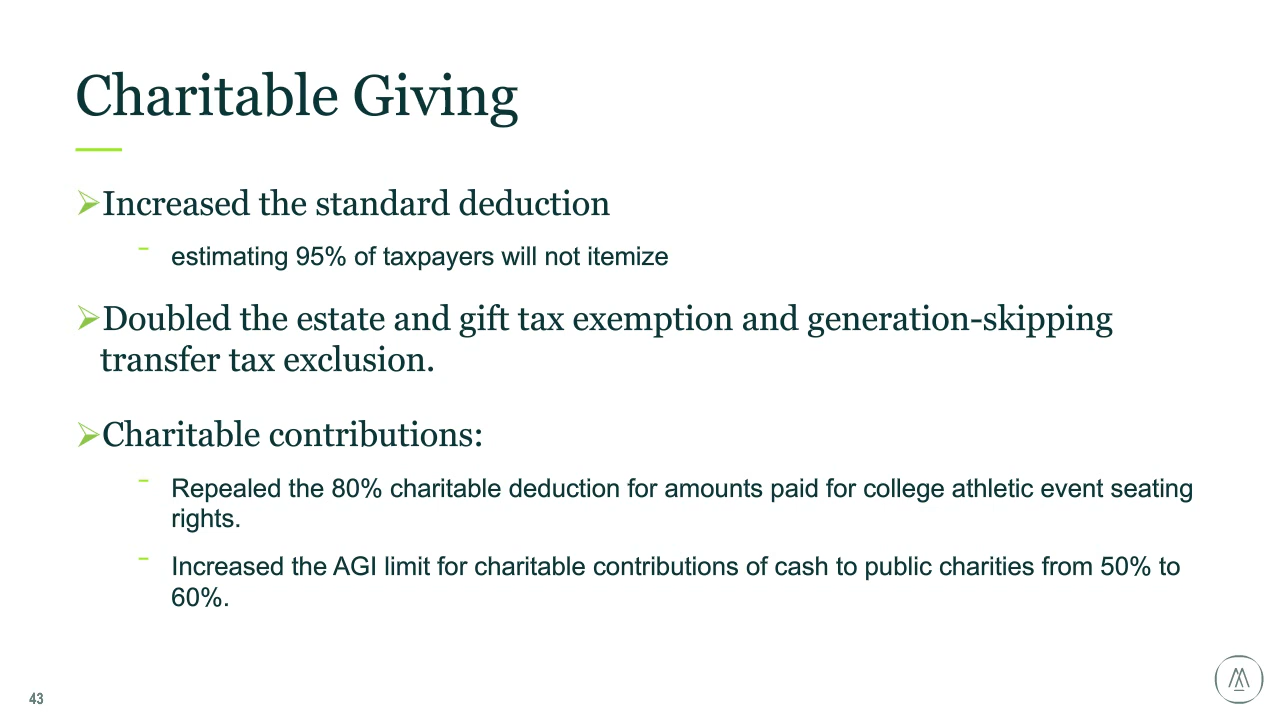 Charitable Giving
➢Increased the standard deduction
- estimating 95% of taxpayers will not itemize
➢Doubled the estate and gift tax exemption and generation-skipping
transfer tax exclusion.
➢Charitable contributions:
- Repealed the 80% charitable deduction for amounts paid for college athletic event seating
rights.
- Increased the AGI limit for charitable contributions of cash to public charities from 50% to
60%.
43